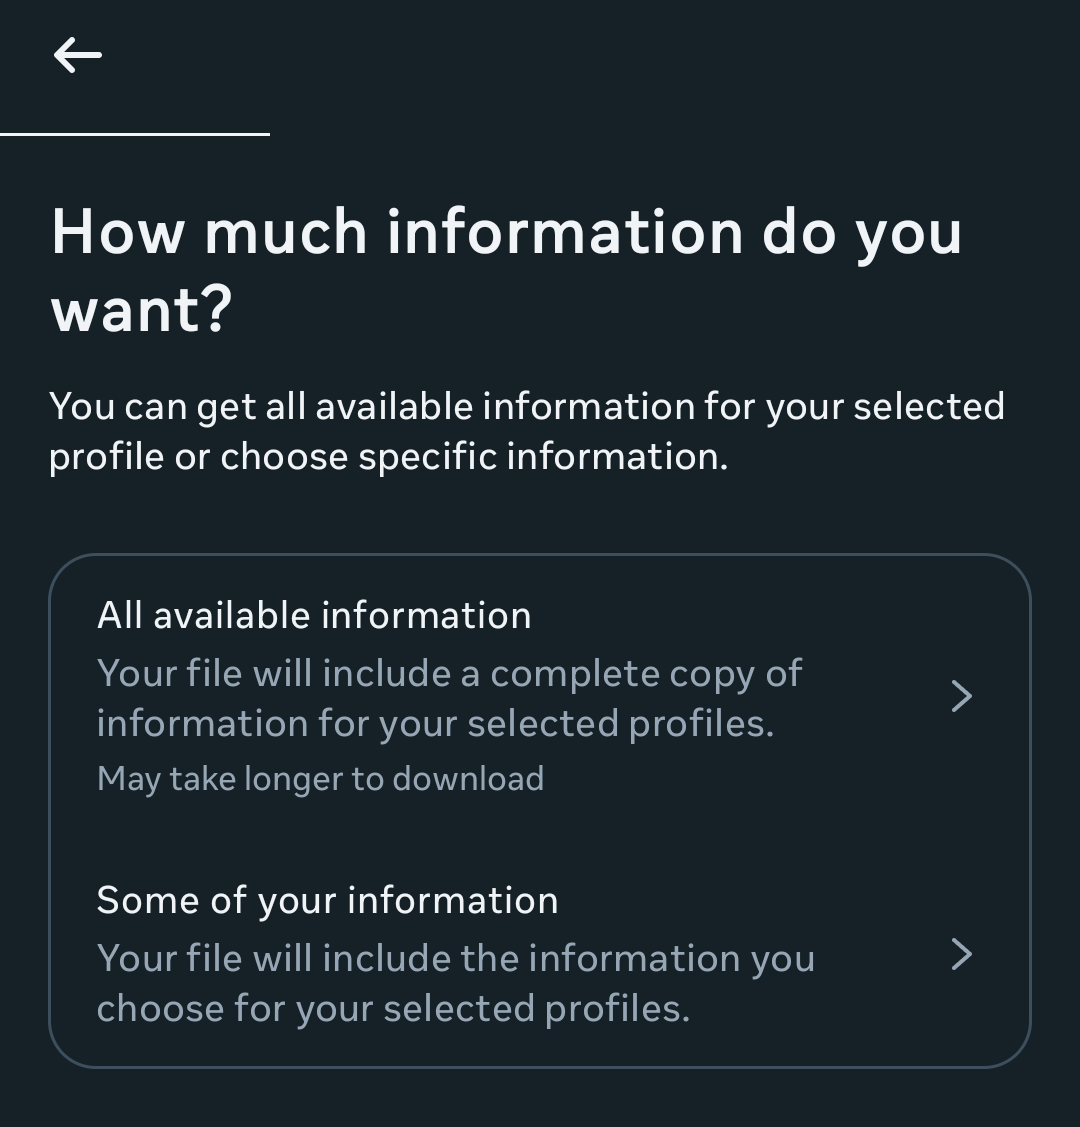 How much information do you
want?
You can get all available information for your selected
profile or choose specific information.
All available information
Your file will include a complete copy of
information for your selected profiles.
May take longer to download
Some of your information
Your file will include the information you
choose for your selected profiles.